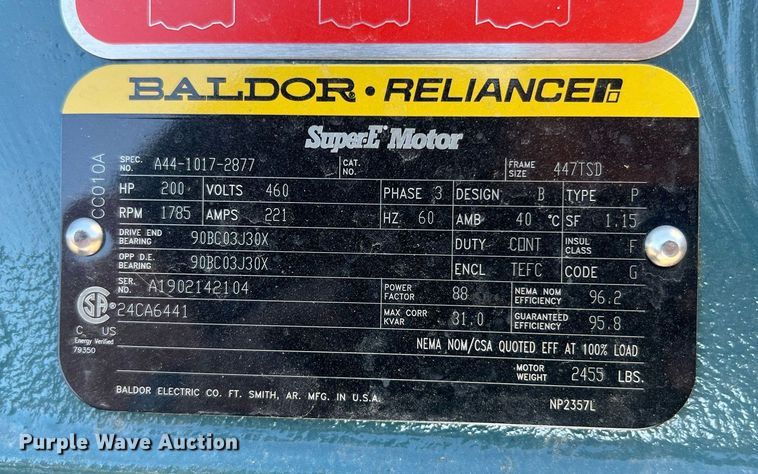 BALDOR · RELIANCE
Super-E Motor
CC010A
SPEC. NO. A44-1017-2877 CAT. NO. FRAME SIZE 447TSD
HP 200 VOLTS 460 PHASE 3 DESIGN B TYPE P
RPM 1785 AMPS 221 HZ 60 AMB 40 °C SF 1.15
DRIVE END BEARING 90BC03J30X DUTY CONT INSUL CLASS F
OPP D.E. BEARING 90BC03J30X ENCL TEFC CODE G
SER. NO. A1902142104 POWER FACTOR 88 NEMA NOM EFFICIENCY 96.2
24CA6441 MAX CORR KVAR 31.0 GUARANTEED EFFICIENCY 95.8
SA
C US
Energy Verified
79350
NEMA NOM/CSA QUOTED EFF AT 100% LOAD
MOTOR WEIGHT 2455 LBS.
BALDOR ELECTRIC CO. FT. SMITH, AR. MFG. IN U.S.A.
NP2357L
Purple Wave Auction